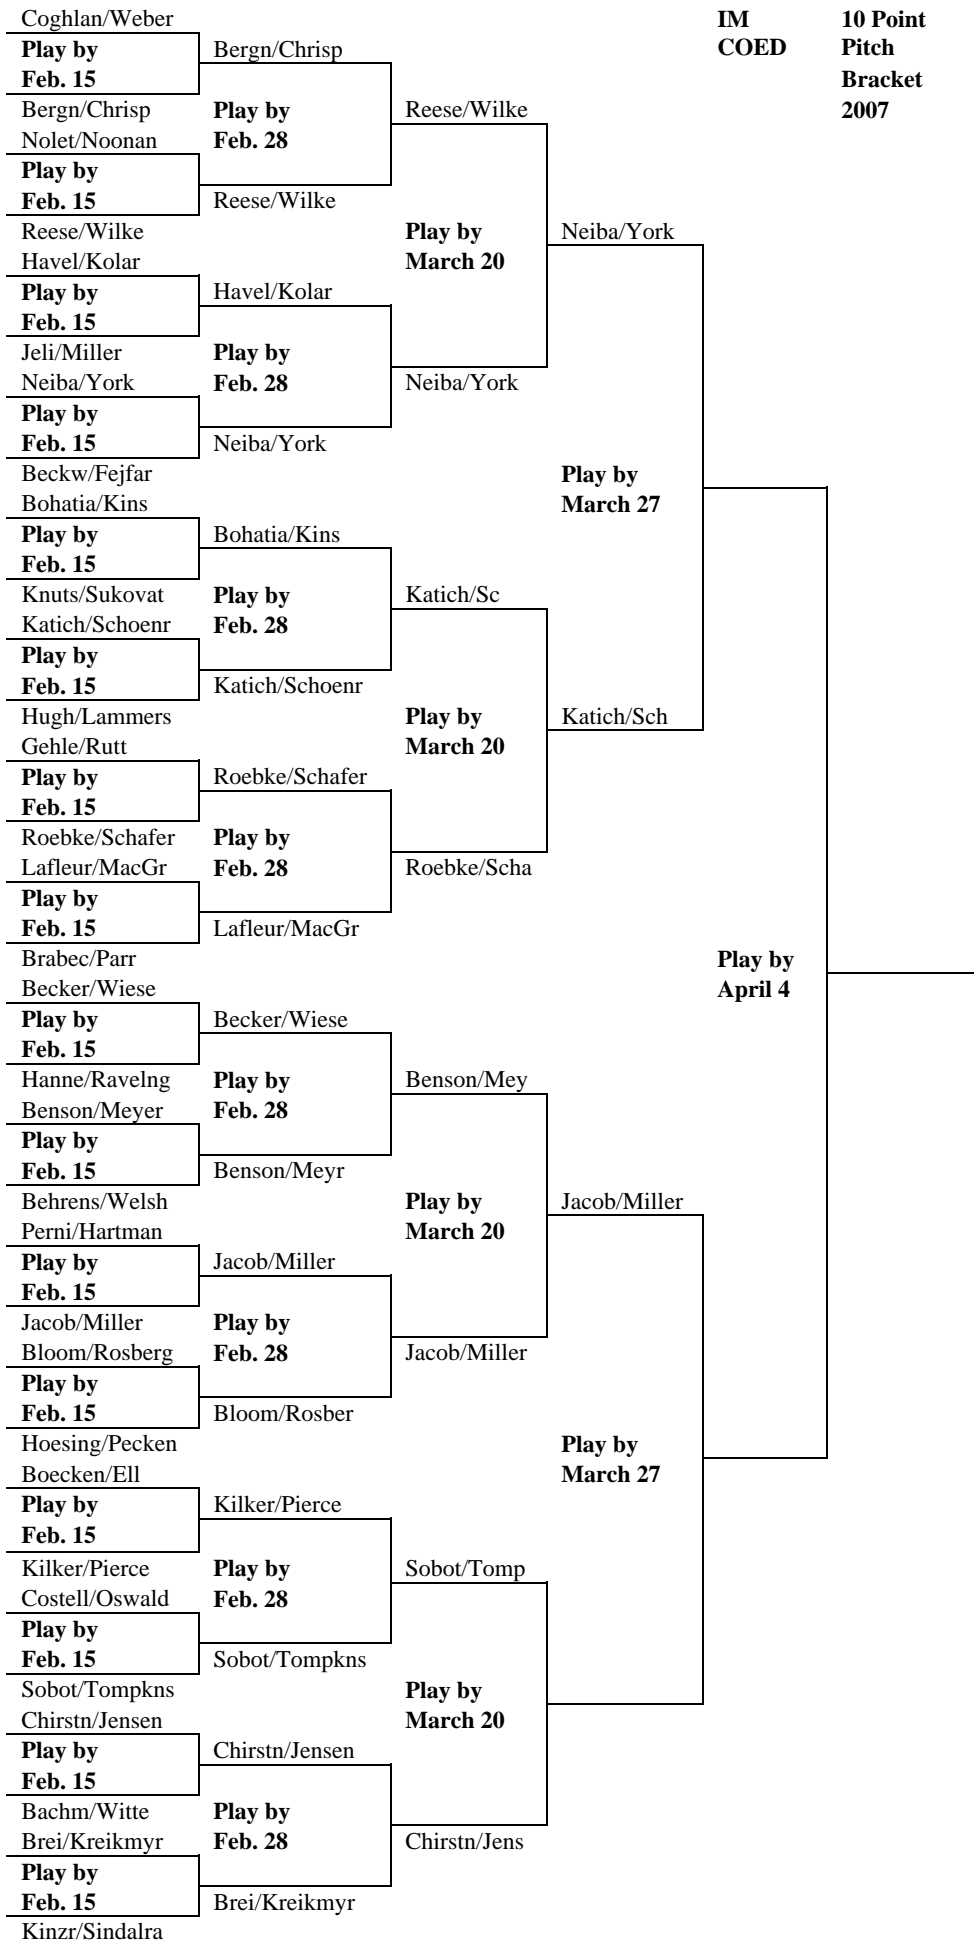 Coghlan/Weber IM 10 Point
Play by Bergn/Chrisp COED Pitch
Feb. 15 Bracket
Bergn/Chrisp Play by Reese/Wilke 2007
Nolet/Noonan Feb. 28
Play by
Feb. 15 Reese/Wilke
Reese/Wilke Play by Neiba/York
Havel/Kolar March 20
Play by Havel/Kolar
Feb. 15
Jeli/Miller Play by
Neiba/York Feb. 28 Neiba/York
Play by
Feb. 15 Neiba/York
Beckw/Fejfar Play by
Bohatia/Kins March 27
Play by Bohatia/Kins
Feb. 15
Knuts/Sukovat Play by Katich/Sc
Katich/Schoenr Feb. 28
Play by
Feb. 15 Katich/Schoenr
Hugh/Lammers Play by Katich/Sch
Gehle/Rutt March 20
Play by Roebke/Schafer
Feb. 15
Roebke/Schafer Play by
Lafleur/MacGr Feb. 28 Roebke/Scha
Play by
Feb. 15 Lafleur/MacGr
Brabec/Parr Play by
Becker/Wiese April 4
Play by Becker/Wiese
Feb. 15
Hanne/Ravelng Play by Benson/Mey
Benson/Meyer Feb. 28
Play by
Feb. 15 Benson/Meyr
Behrens/Welsh Play by Jacob/Miller
Perni/Hartman March 20
Play by Jacob/Miller
Feb. 15
Jacob/Miller Play by
Bloom/Rosberg Feb. 28 Jacob/Miller
Play by
Feb. 15 Bloom/Rosber
Hoesing/Pecken Play by
Boecken/Ell March 27
Play by Kilker/Pierce
Feb. 15
Kilker/Pierce Play by Sobot/Tomp
Costell/Oswald Feb. 28
Play by
Feb. 15 Sobot/Tompkns
Sobot/Tompkns Play by
Chirstn/Jensen March 20
Play by Chirstn/Jensen
Feb. 15
Bachm/Witte Play by
Brei/Kreikmyr Feb. 28 Chirstn/Jens
Play by
Feb. 15 Brei/Kreikmyr
Kinzr/Sindalra